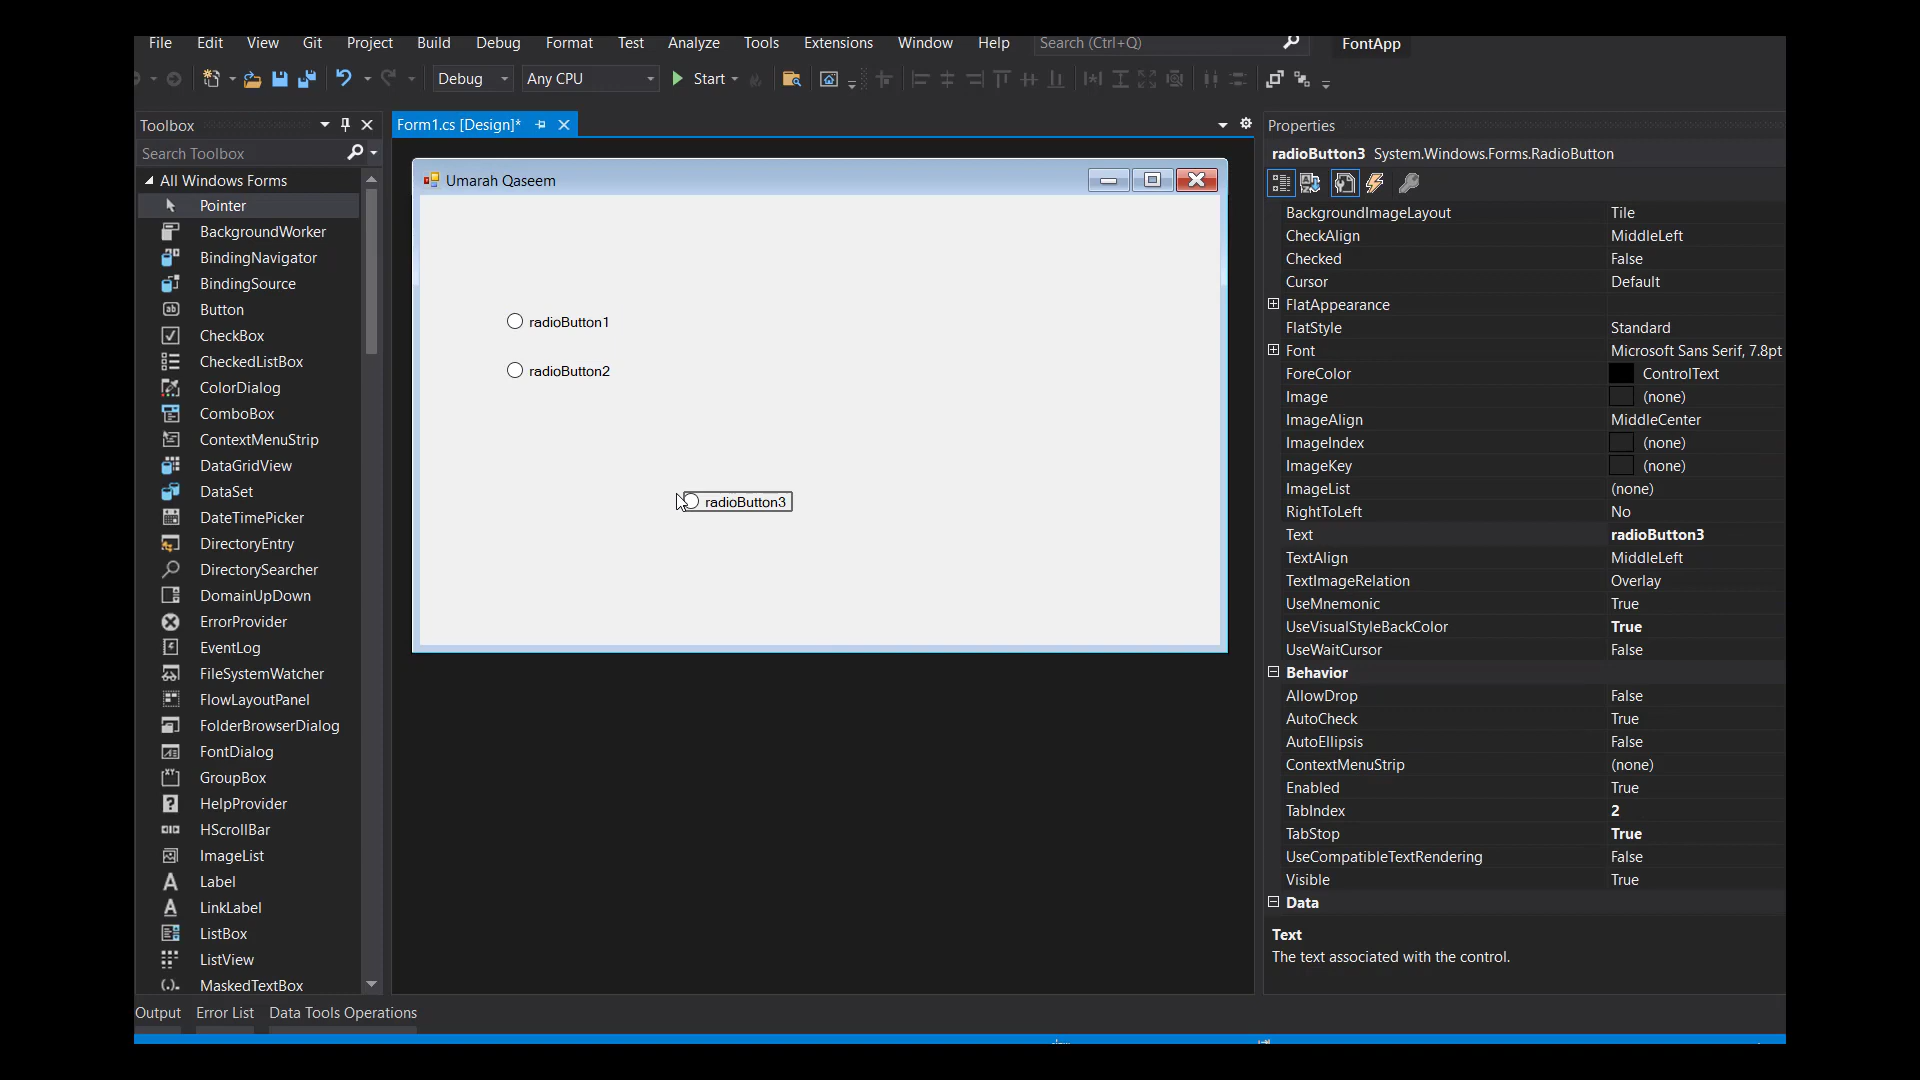 File Edit View Git Project Build Debug Format Test Analyze Tools Extensions Window Help Search (Ctrl+Q) FontApp
Debug Any CPU Start
Toolbox
Search Toolbox
All Windows Forms
Pointer
BackgroundWorker
BindingNavigator
BindingSource
Button
CheckBox
CheckedListBox
ColorDialog
ComboBox
ContextMenuStrip
DataGridView
DataSet
DateTimePicker
DirectoryEntry
DirectorySearcher
DomainUpDown
ErrorProvider
EventLog
FileSystemWatcher
FlowLayoutPanel
FolderBrowserDialog
FontDialog
GroupBox
HelpProvider
HScrollBar
ImageList
Label
LinkLabel
ListBox
ListView
MaskedTextBox
Form1.cs [Design]*
Umarah Qaseem
radioButton1
radioButton2
radioButton3
Properties
radioButton3 System.Windows.Forms.RadioButton
BackgroundImageLayout Tile
CheckAlign MiddleLeft
Checked False
Cursor Default
FlatAppearance
FlatStyle Standard
Font Microsoft Sans Serif, 7.8pt
ForeColor ControlText
Image (none)
ImageAlign MiddleCenter
ImageIndex (none)
ImageKey (none)
ImageList (none)
RightToLeft No
Text radioButton3
TextAlign MiddleLeft
TextImageRelation Overlay
UseMnemonic True
UseVisualStyleBackColor True
UseWaitCursor False
Behavior
AllowDrop False
AutoCheck True
AutoEllipsis False
ContextMenuStrip (none)
Enabled True
TabIndex 2
TabStop True
UseCompatibleTextRendering False
Visible True
Data
Text
The text associated with the control.
Output Error List Data Tools Operations